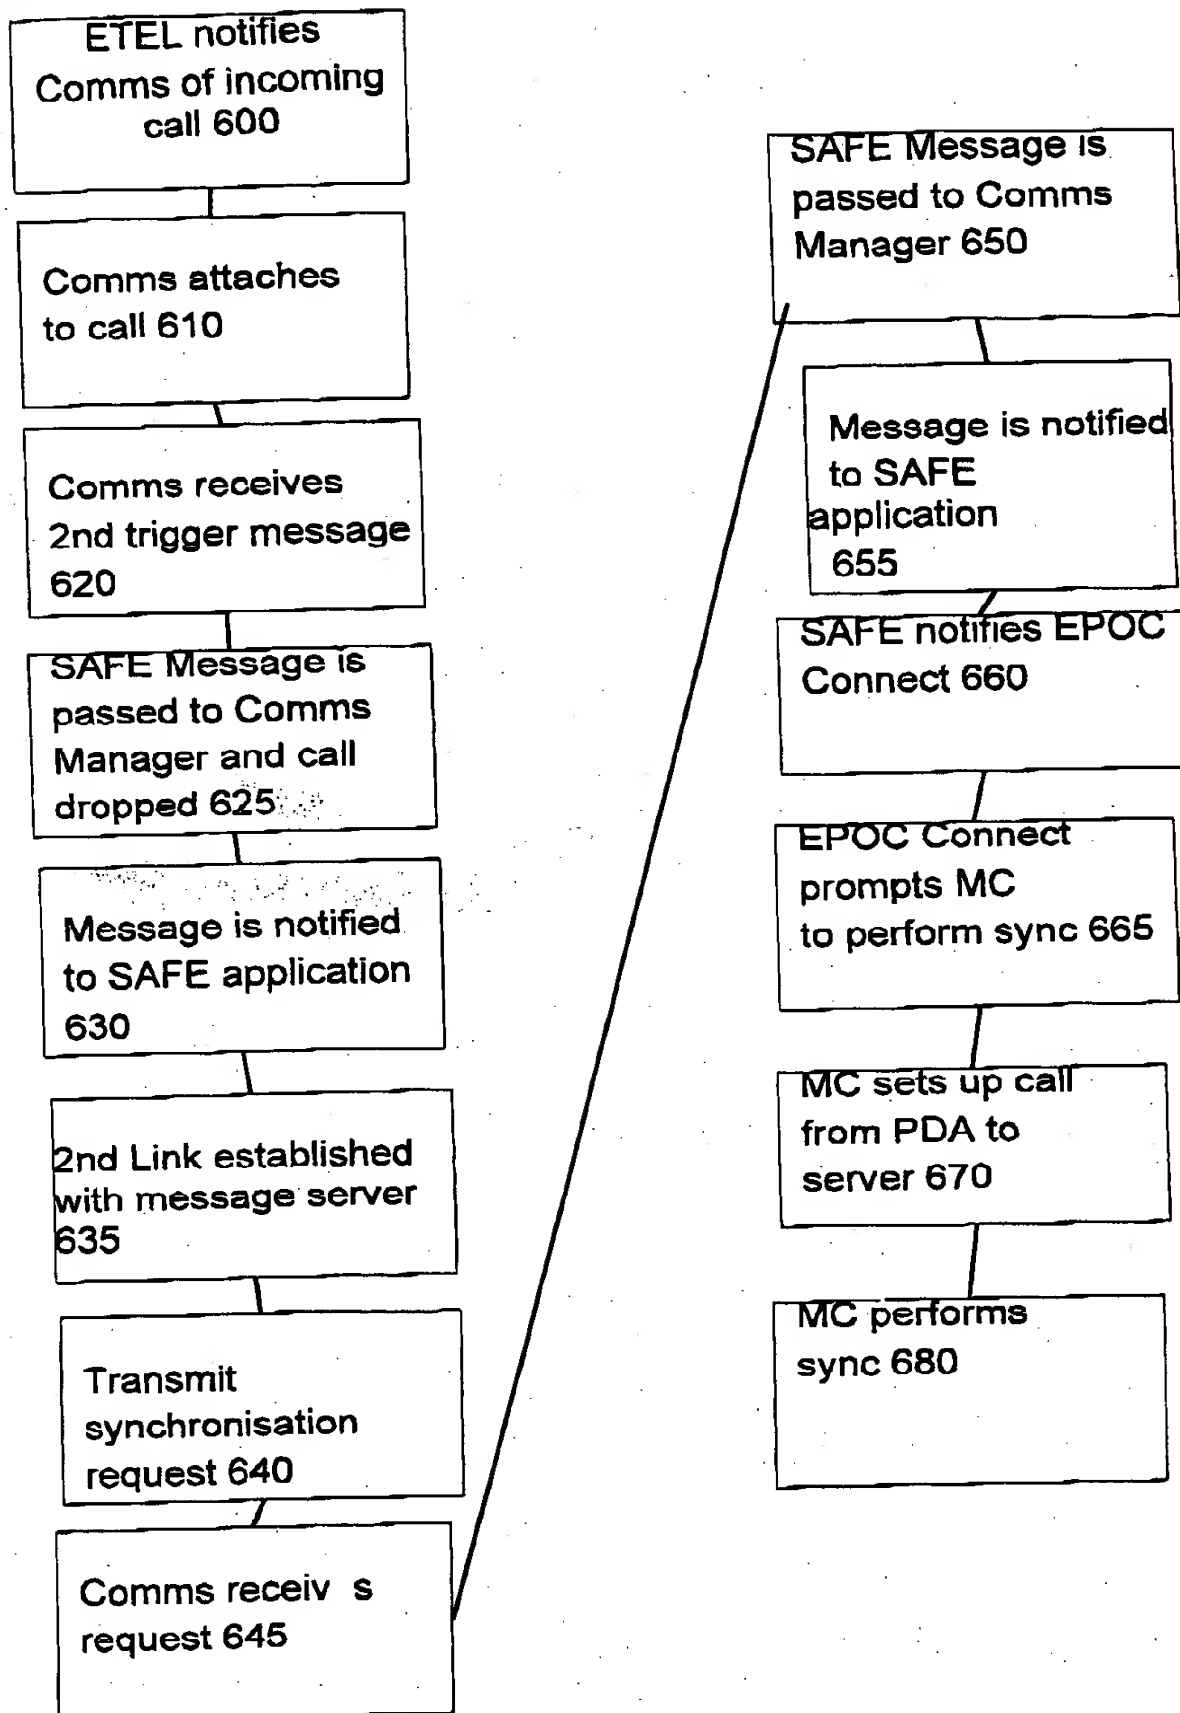 ETEL notifies
Comms of incoming
call 600
Comms attaches
to call 610
Comms receives
2nd trigger message
620
SAFE Message is
passed to Comms
Manager and call
dropped 625
Message is notified
to SAFE application
630
2nd Link established
with message server
635
Transmit
synchronisation
request 640
Comms receiv s
request 645
SAFE Message is
passed to Comms
Manager 650
Message is notified
to SAFE
application
655
SAFE notifies EPOC
Connect 660
EPOC Connect
prompts MC
to perform sync 665
MC sets up call
from PDA to
server 670
MC performs
sync 680